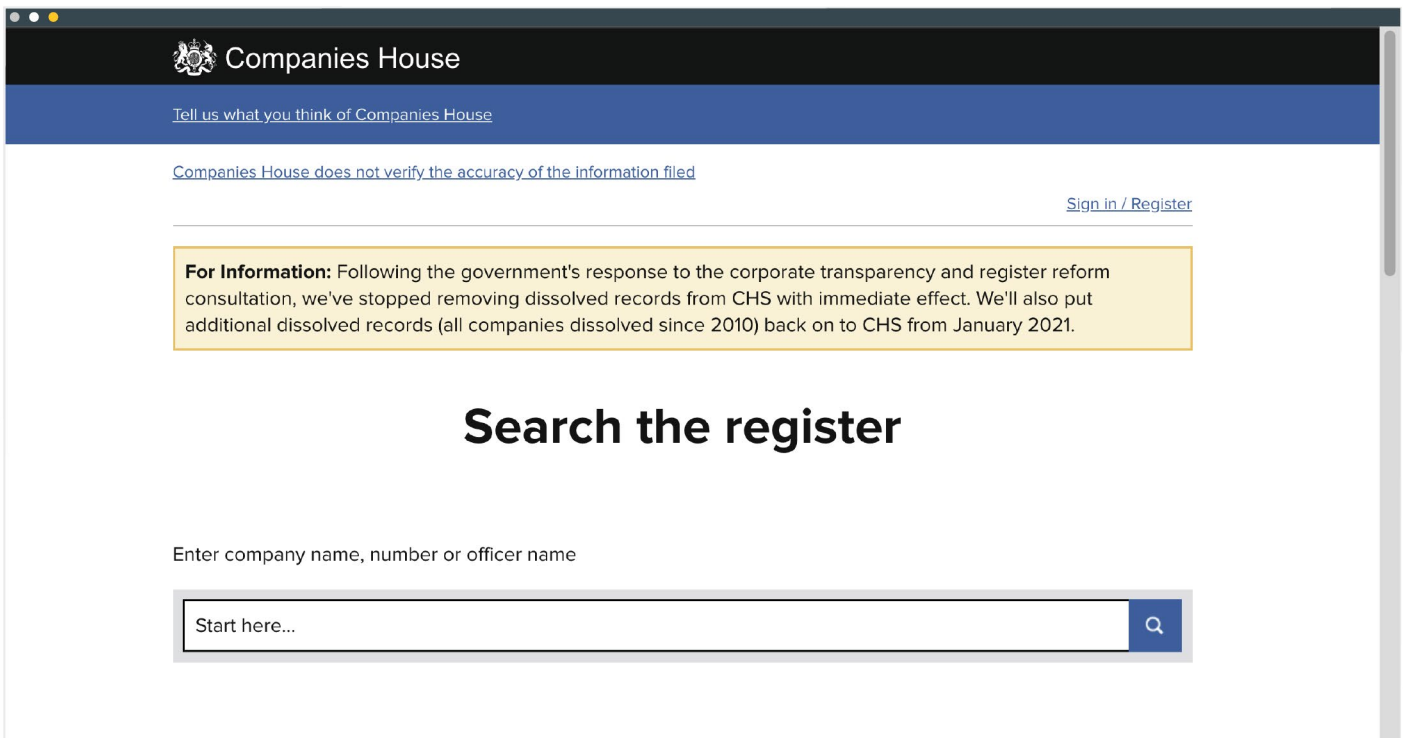 Companies House
Tell us what you think of Companies House
Companies House does not verify the accuracy of the information filed
Sign in / Register
For Information: Following the government's response to the corporate transparency and register reform
consultation, we've stopped removing dissolved records from CHS with immediate effect. We'll also put
additional dissolved records (all companies dissolved since 2010) back on to CHS from January 2021.
Search the register
Enter company name, number or officer name
Start here...